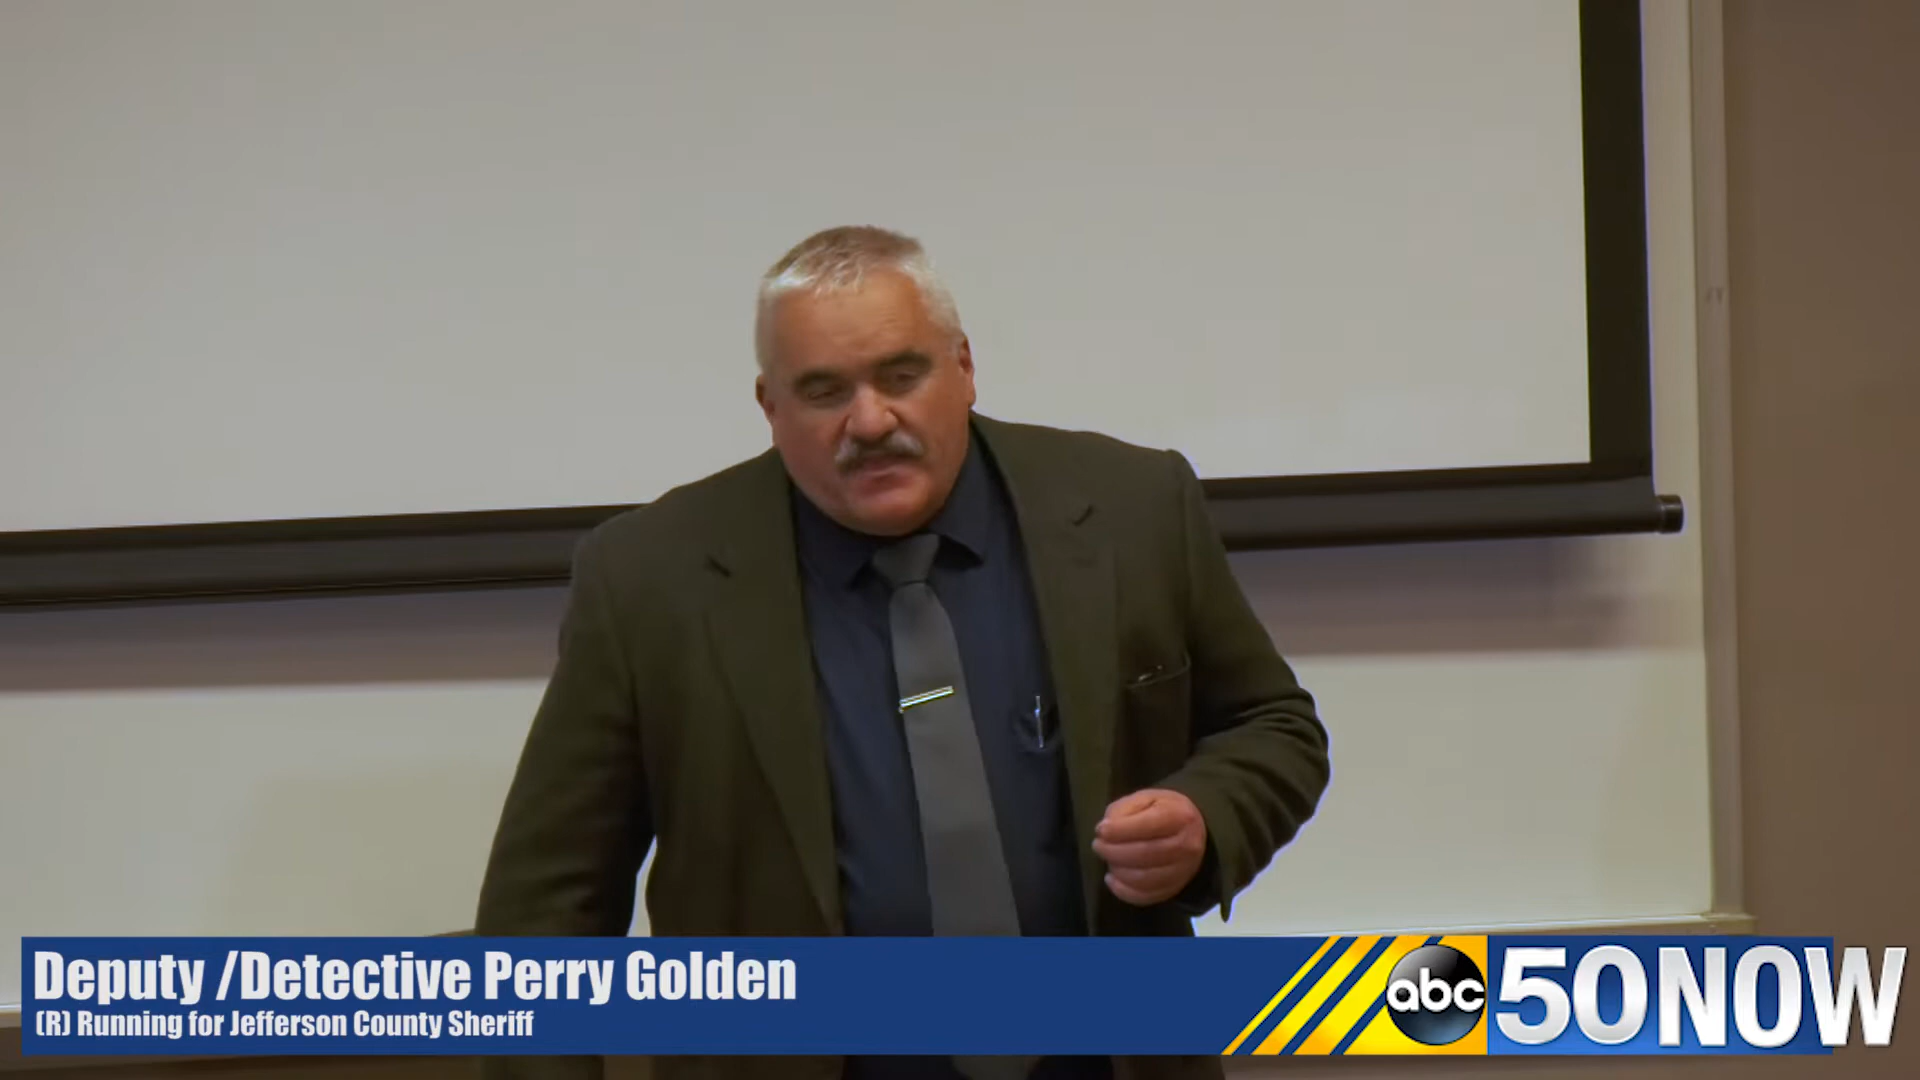 Deputy /Detective Perry Golden
(R) Running for Jefferson County Sheriff
abc 50NOW